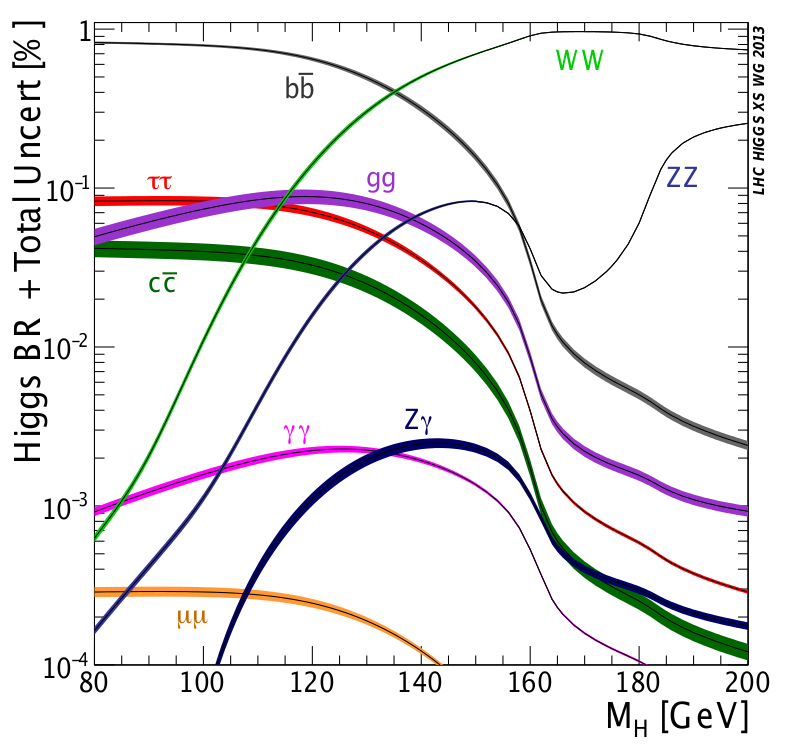 Higgs BR + Total Uncert [%]
1
10⁻¹
10⁻²
10⁻³
10⁻⁴
bb̅
WW
ττ
gg
ZZ
cc̅
γγ
Zγ
μμ
80 100 120 140 160 180 200
M_H [GeV]
LHC HIGGS XS WG 2013